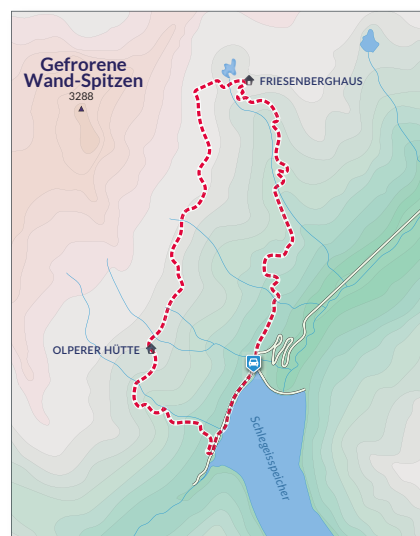 Gefrorene
Wand-Spitzen
3288
FRIESENBERGHAUS
OLPERER HÜTTE
Schlegeisspeicher